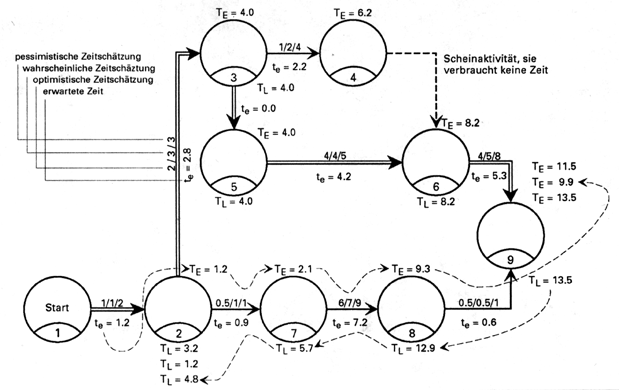 T_E = 4.0
T_E = 6.2
pessimistische Zeitschätzung
wahrscheinliche Zeitschätzung
optimistische Zeitschätzung
erwartete Zeit
1/2/4
t_e = 2.2
Scheinaktivität, sie
verbraucht keine Zeit
3
4
T_L = 4.0
t_e = 0.0
T_E = 4.0
T_E = 8.2
2/3/3
t_e = 2.8
4/4/5
t_e = 4.2
4/5/8
t_e = 5.3
5
6
T_L = 4.0
T_L = 8.2
T_E = 11.5
T_E = 9.9
T_E = 13.5
9
T_L = 13.5
T_E = 1.2
T_E = 2.1
T_E = 9.3
Start
1/1/2
0.5/1/1
6/7/9
0.5/0.5/1
1
t_e = 1.2
2
t_e = 0.9
7
t_e = 7.2
8
t_e = 0.6
T_L = 3.2
T_L = 5.7
T_L = 12.9
T_L = 1.2
T_L = 4.8